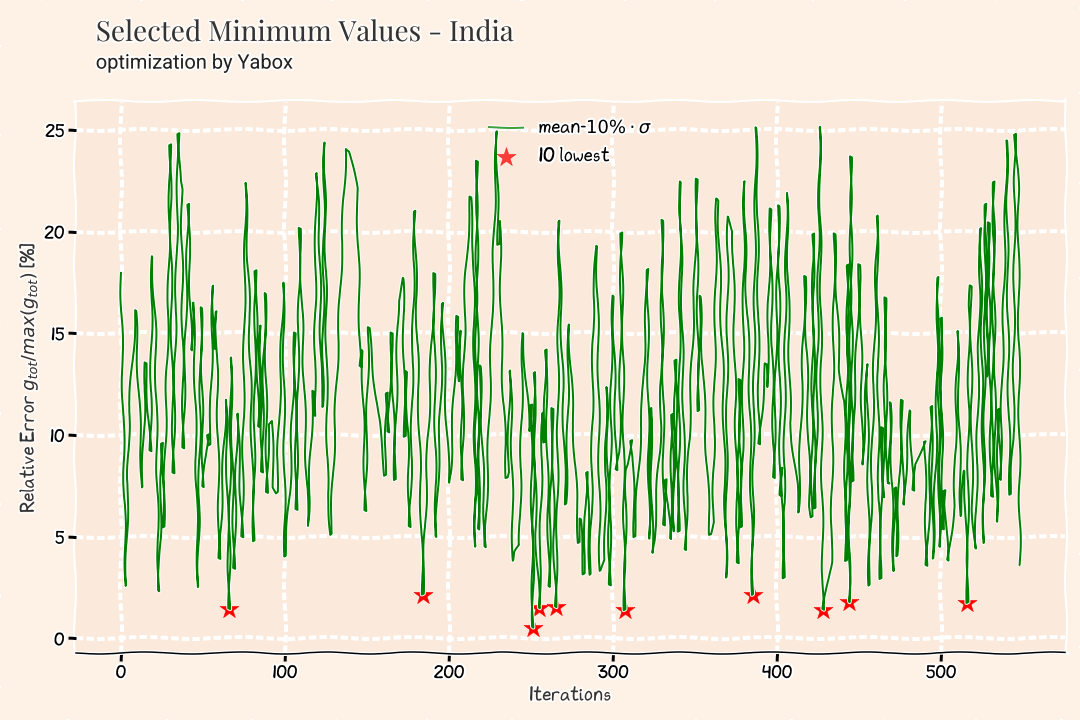 Selected Minimum Values - India
optimization by Yabox
mean-10% · σ
10 lowest
Relative Error g_tot/max(g_tot) [%]
25
20
15
10
5
0
0 100 200 300 400 500
Iterations